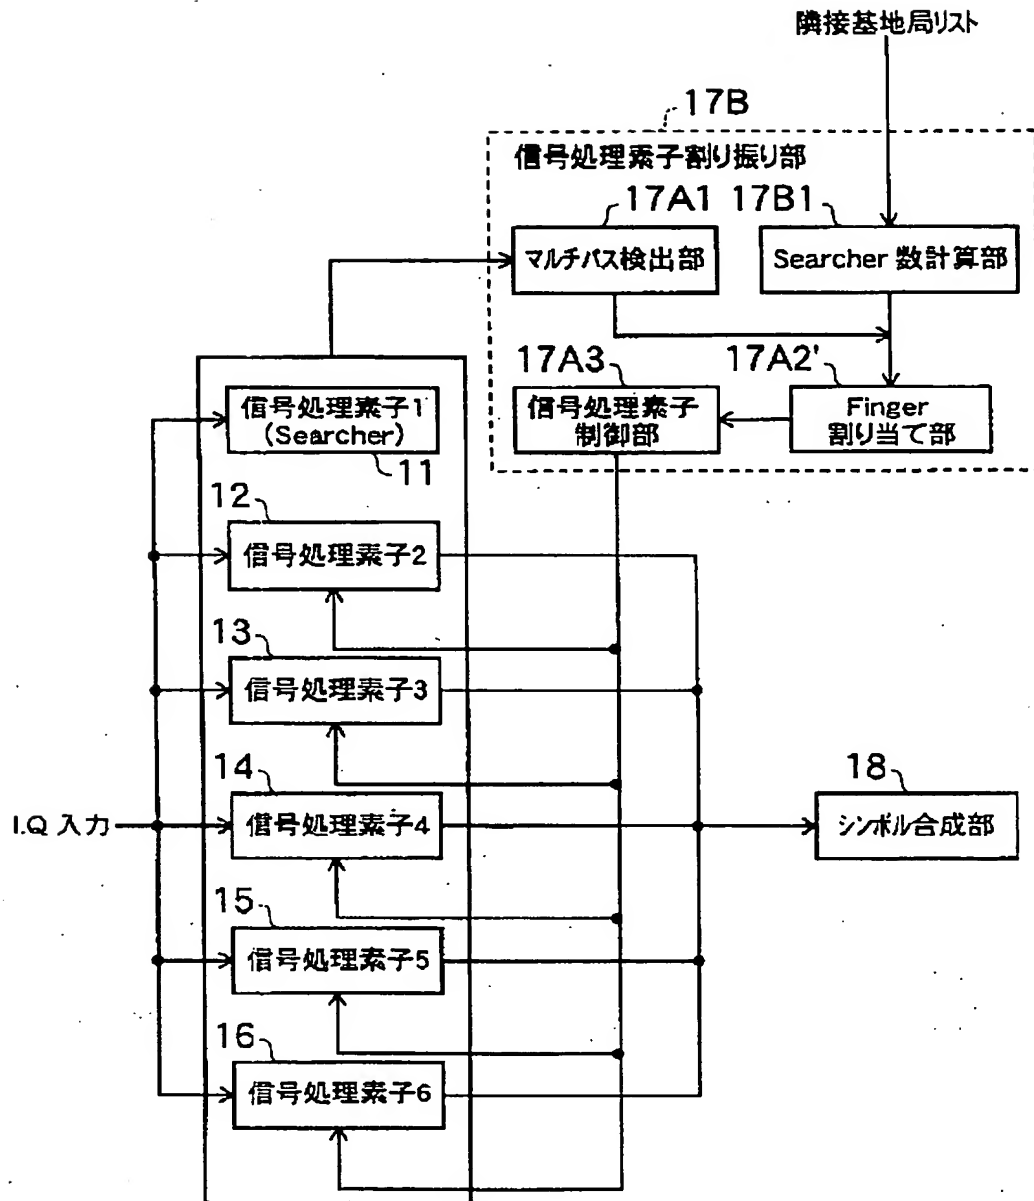 隣接基地局リスト
17B
信号処理素子割り振り部
17A1
17B1
マルチパス検出部
Searcher 数計算部
17A3
17A2'
信号処理素子
制御部
Finger
割り当て部
信号処理素子1
(Searcher)
11
12
信号処理素子2
13
信号処理素子3
14
信号処理素子4
I.Q 入力
18
シンボル合成部
15
信号処理素子5
16
信号処理素子6